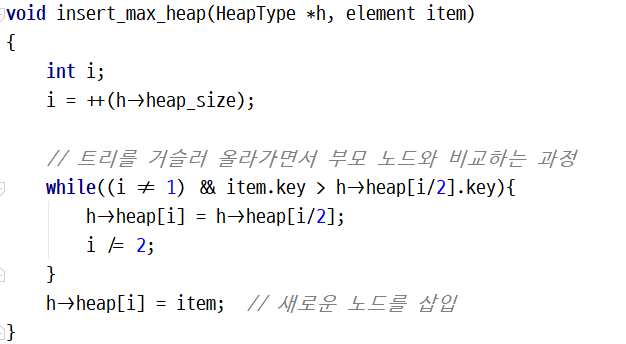 void insert_max_heap(HeapType *h, element item)
{
    int i;
    i = ++(h->heap_size);

    // 트리를 거슬러 올라가면서 부모 노드와 비교하는 과정
    while((i != 1) && item.key > h->heap[i/2].key){
        h->heap[i] = h->heap[i/2];
        i /= 2;
    }
    h->heap[i] = item;  // 새로운 노드를 삽입
}